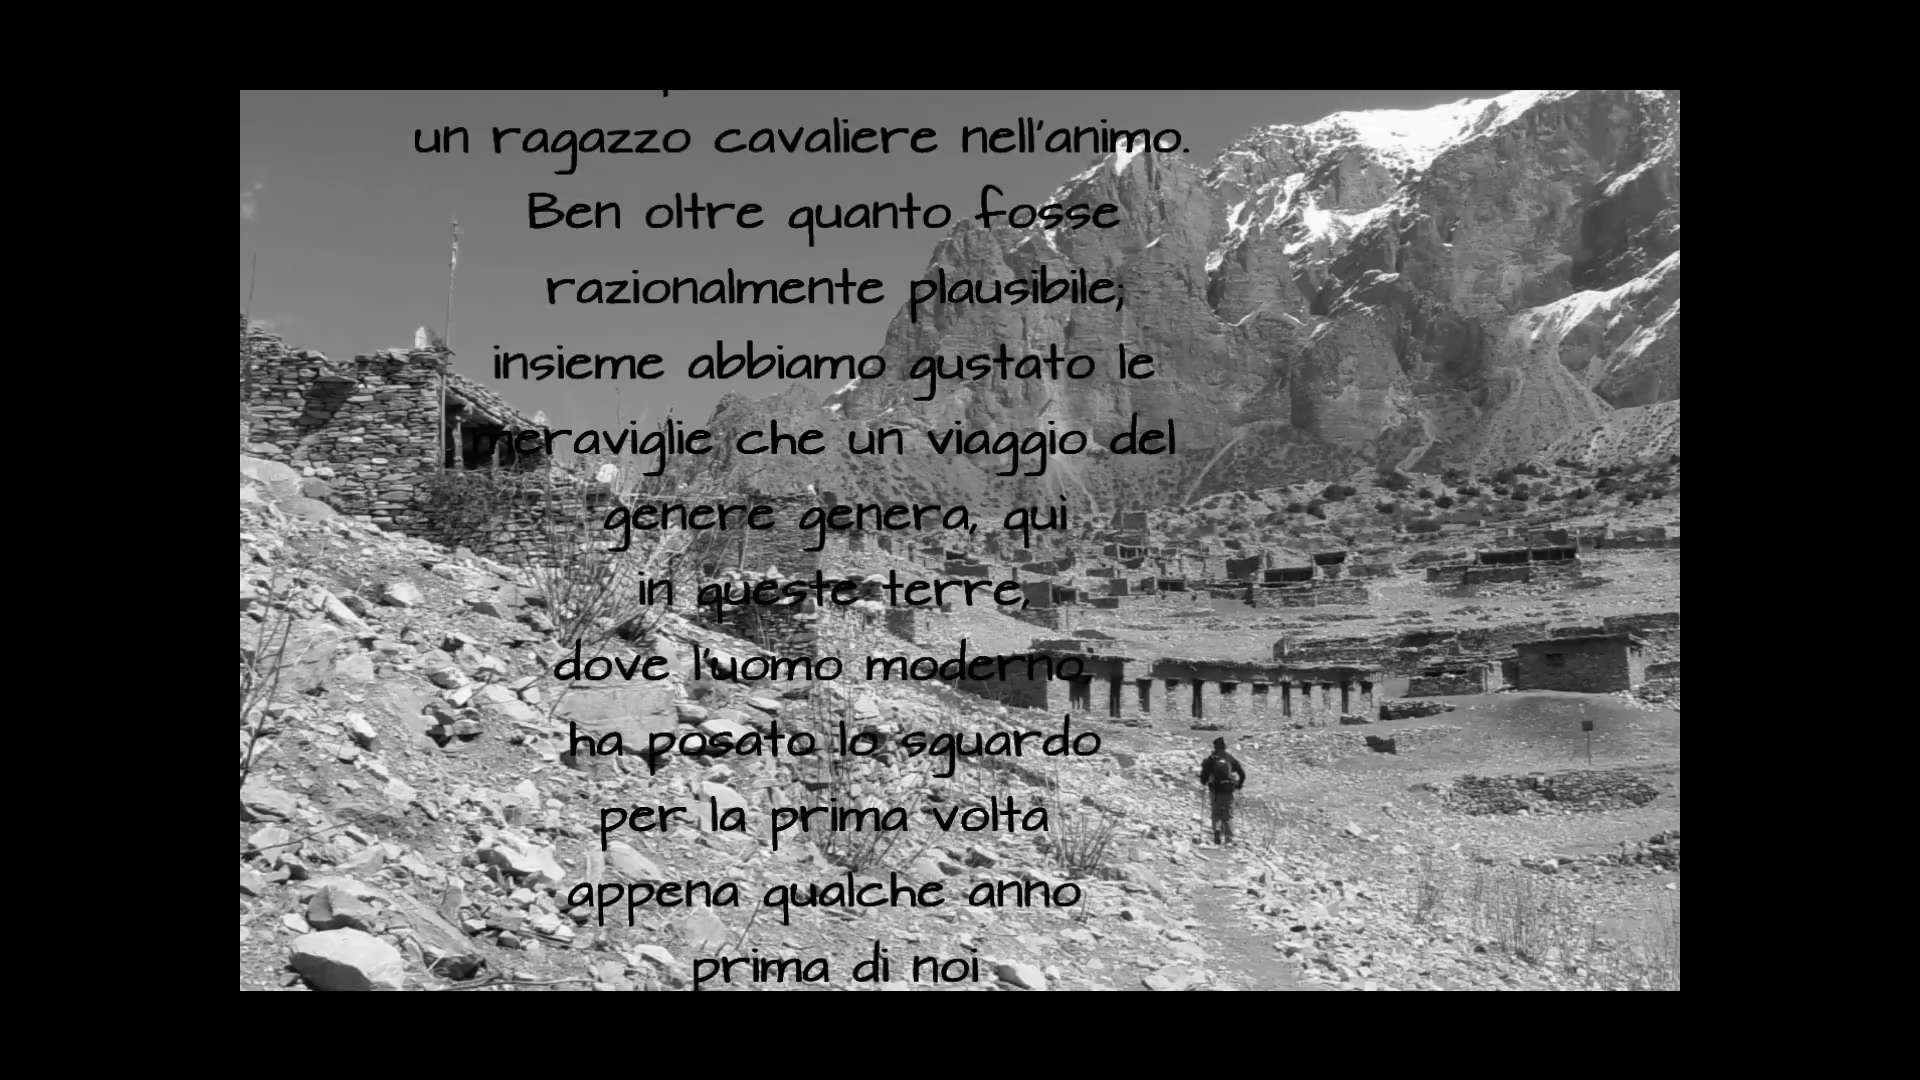 un ragazzo cavaliere nell'animo.
Ben oltre quanto fosse
razionalmente plausibile;
insieme abbiamo gustato le
meraviglie che un viaggio del
genere genera, qui
in queste terre,
dove l'uomo moderno,
ha posato lo sguardo
per la prima volta
appena qualche anno
prima di noi